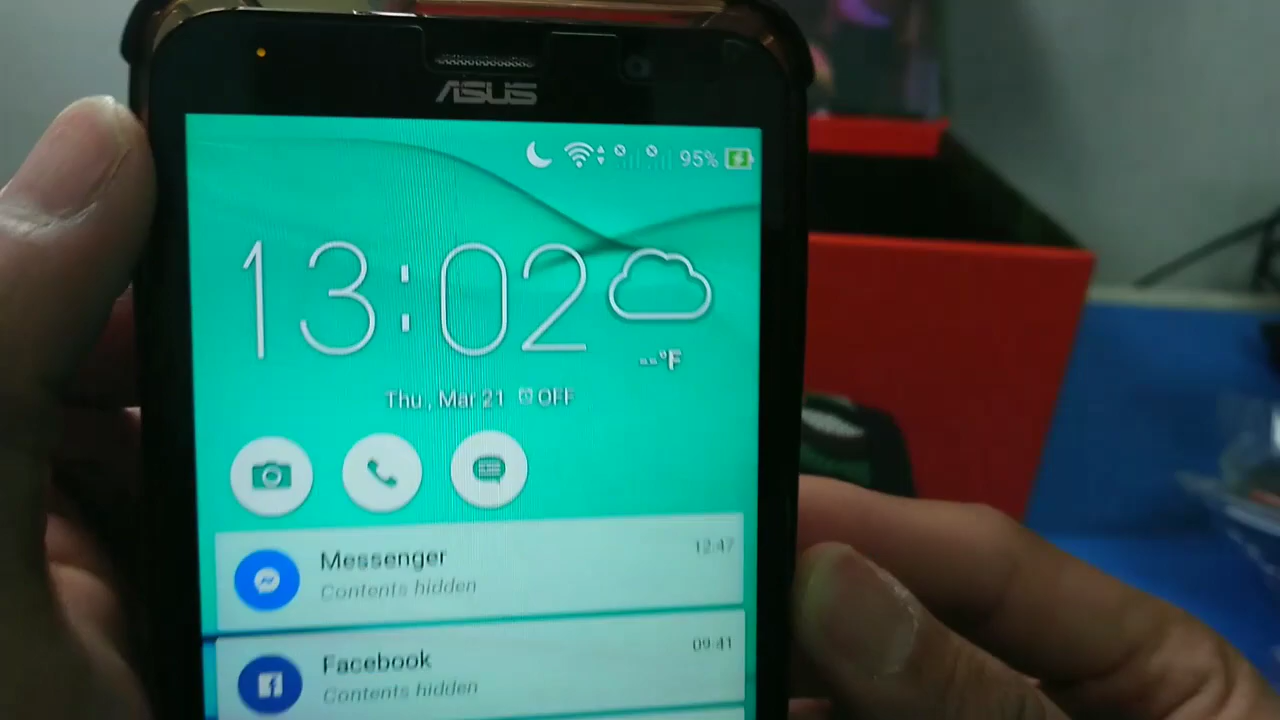 ASUS
95%
13:02
--°F
Thu, Mar 21 OFF
Messenger
12:47
Contents hidden
Facebook
09:41
Contents hidden